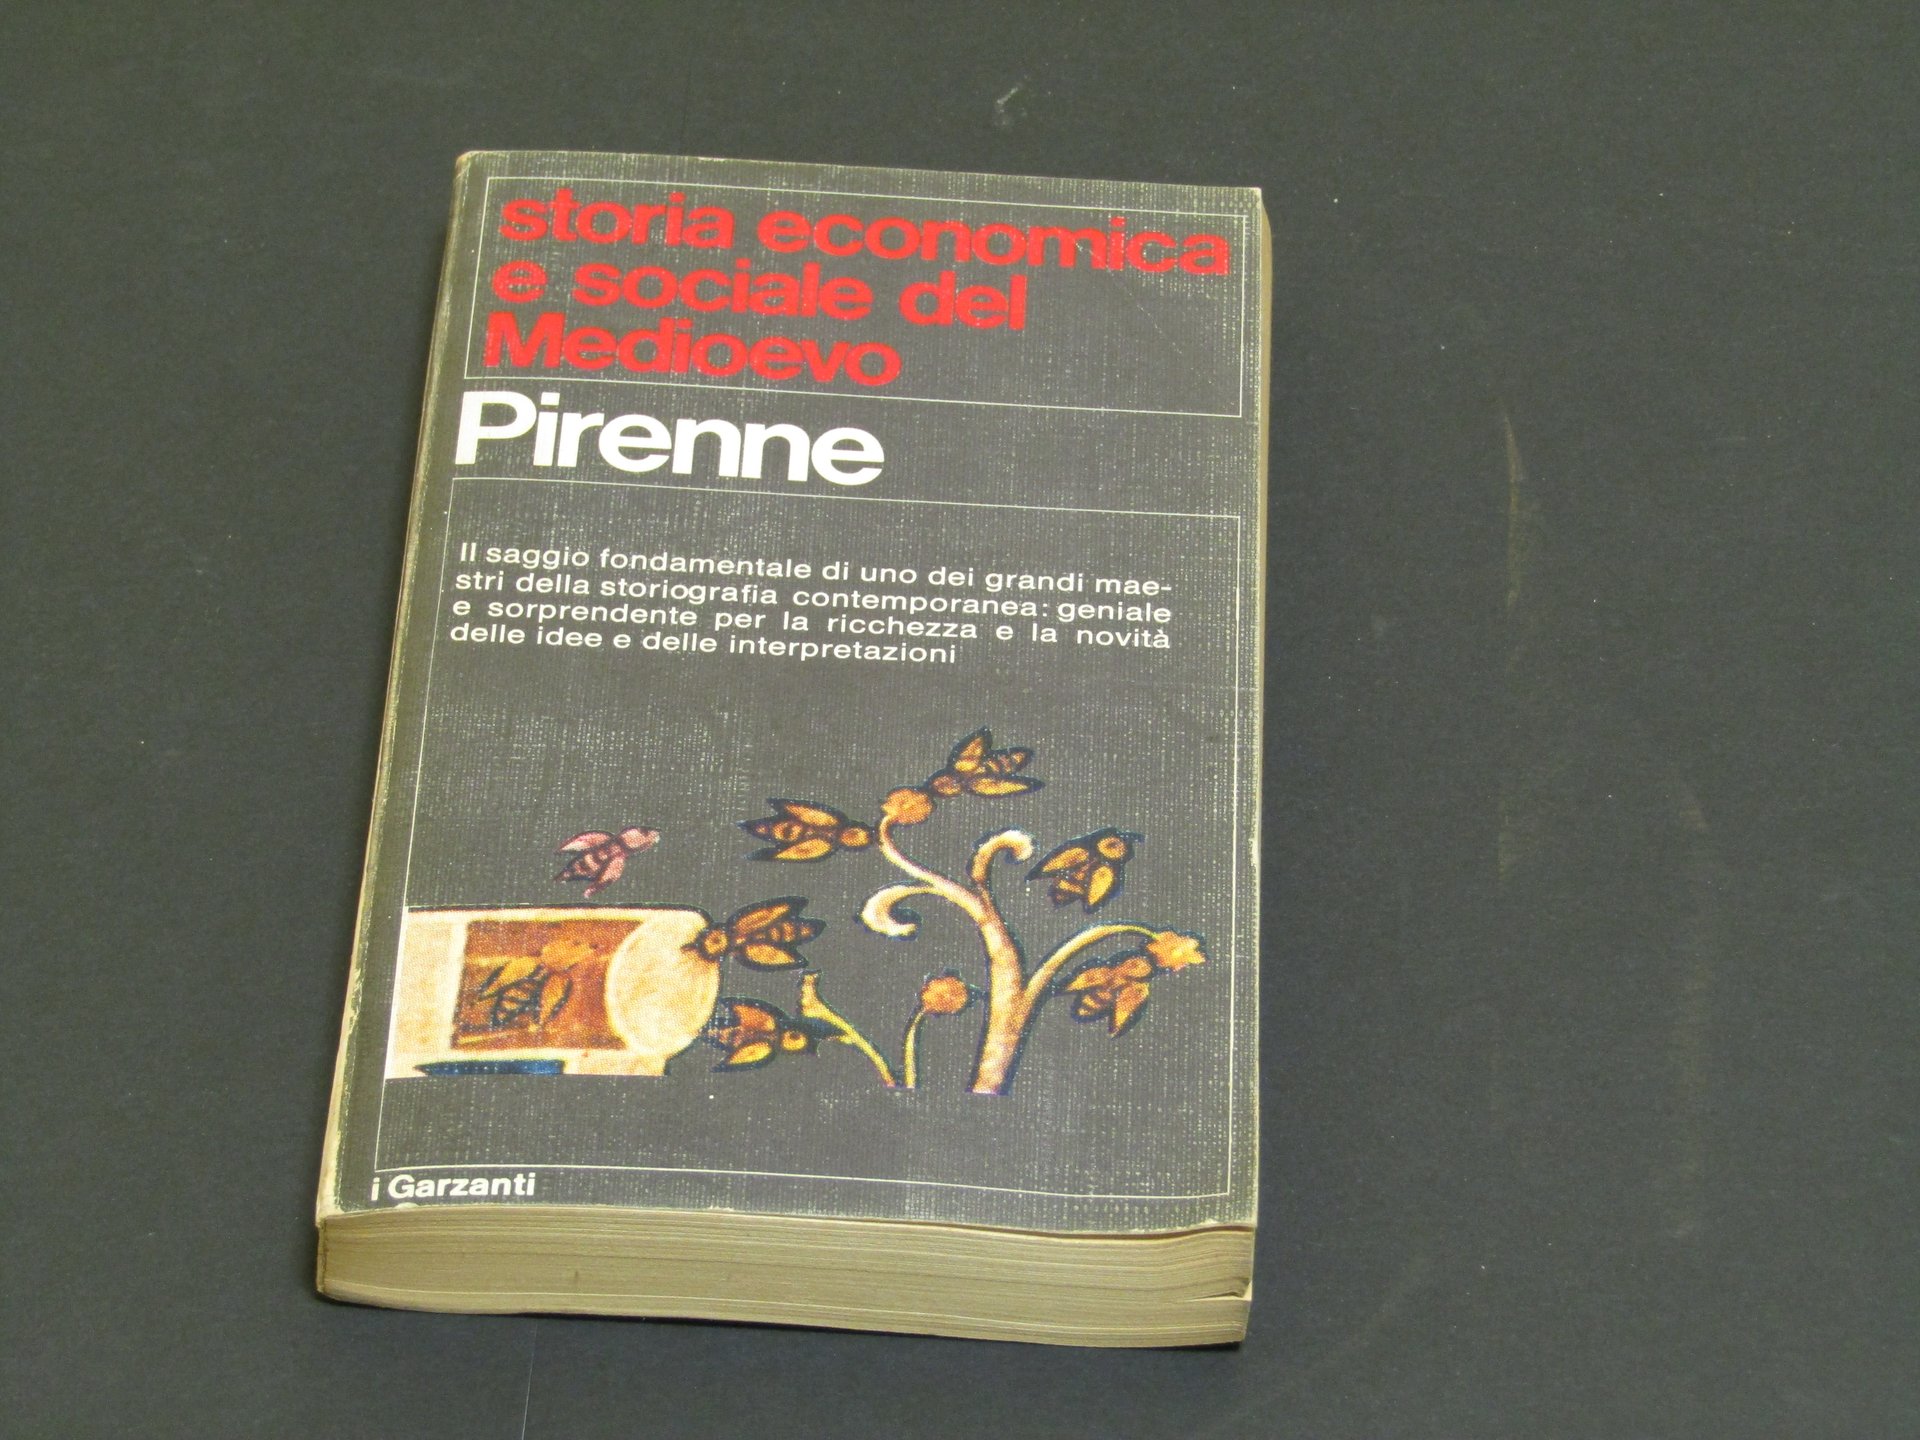 storia economica
e sociale del
Medioevo
Pirenne
Il saggio fondamentale di uno dei grandi mae-
stri della storiografia contemporanea: geniale
e sorprendente per la ricchezza e la novità
delle idee e delle interpretazioni
i Garzanti